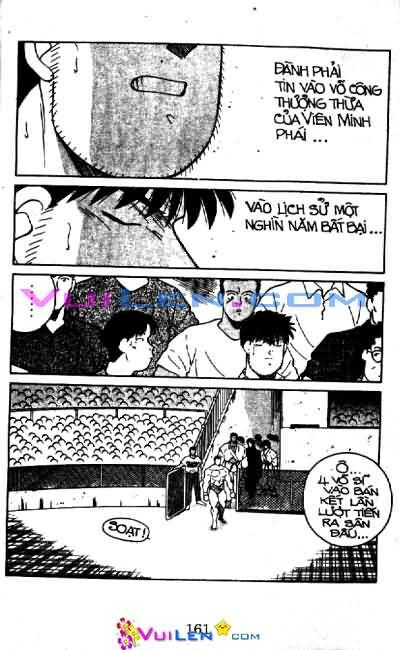 ĐÀNH PHẢI
TIN VÀO VÕ CÔNG
THƯỢNG THỪA
CỦA VIÊN MINH
PHÁI ...
VÀO LỊCH SỬ MỘT
NGHÌN NĂM BẤT BẠI ...
VUILEN.COM
Ồ...
4 VÕ SĨ
VÀO BÁN
KẾT LẦN
LƯỢT TIẾN
RA SÂN
ĐẤU...
SOẠT!
161
VUILEN.COM